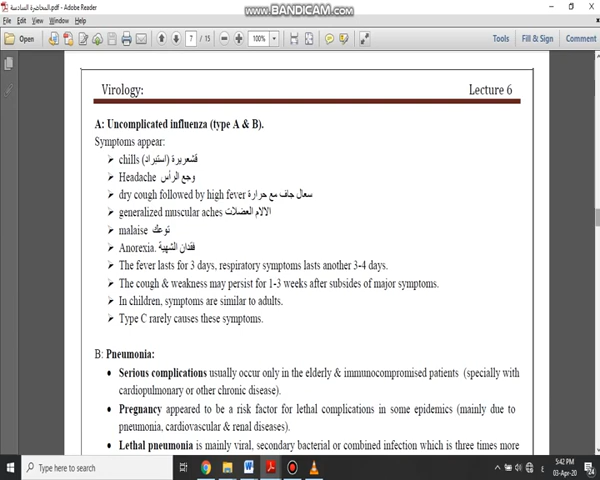 المحاضرة السادسة.pdf - Adobe Reader
www.BANDICAM.com
File Edit View Window Help
Open 7 / 15 100% Tools Fill & Sign Comment
Virology: Lecture 6
A: Uncomplicated influenza (type A & B).
Symptoms appear:
➢ chills (استبراد) قشعريرة
➢ Headache وجع الرأس
➢ dry cough followed by high fever سعال جاف مع حرارة
➢ generalized muscular aches الالام العضلات
➢ malaise توعك
➢ Anorexia. فقدان الشهية
➢ The fever lasts for 3 days, respiratory symptoms lasts another 3-4 days.
➢ The cough & weakness may persist for 1-3 weeks after subsides of major symptoms.
➢ In children, symptoms are similar to adults.
➢ Type C rarely causes these symptoms.
B: Pneumonia:
• Serious complications usually occur only in the elderly & immunocompromised patients (specially with
cardiopulmonary or other chronic disease).
• Pregnancy appeared to be a risk factor for lethal complications in some epidemics (mainly due to
pneumonia, cardiovascular & renal diseases).
• Lethal pneumonia is mainly viral, secondary bacterial or combined infection which is three times more
Type here to search
5:42 PM
03-Apr-20